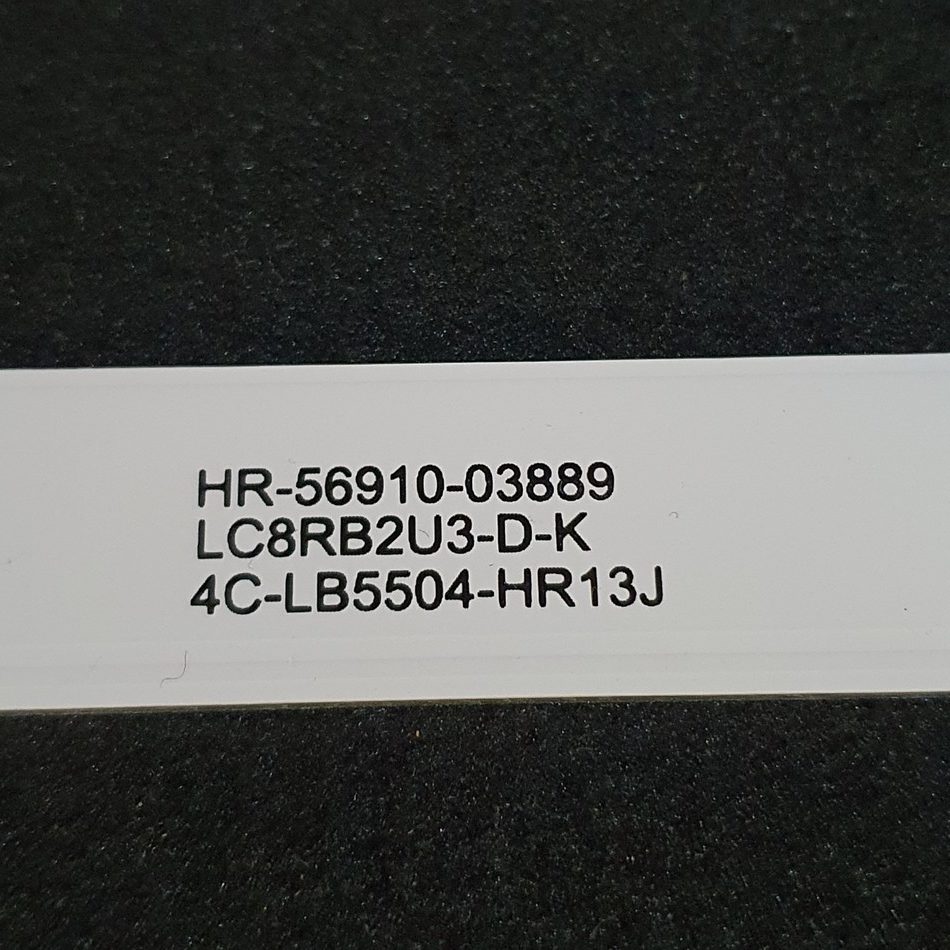 HR-56910-03889
LC8RB2U3-D-K
4C-LB5504-HR13J